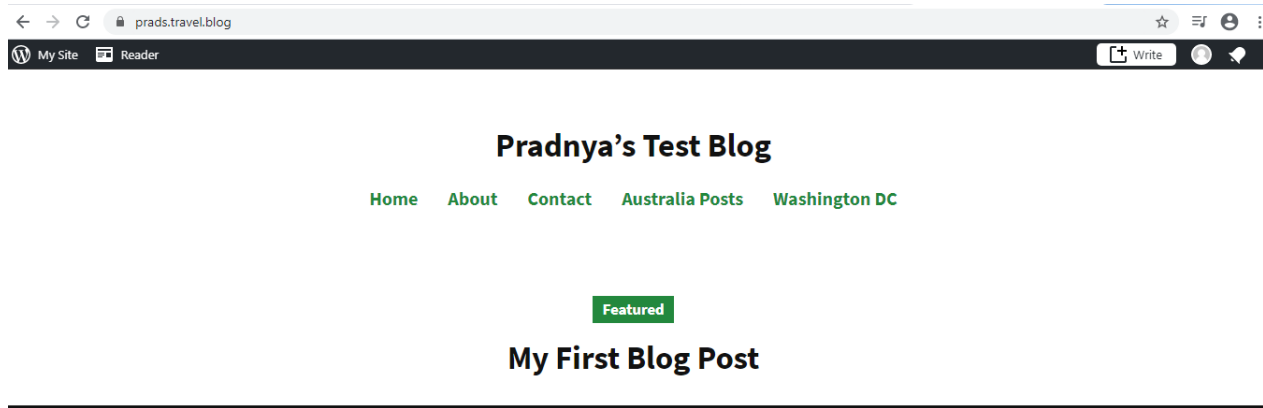 prads.travel.blog
My Site Reader Write
Pradnya’s Test Blog
Home About Contact Australia Posts Washington DC
Featured
My First Blog Post